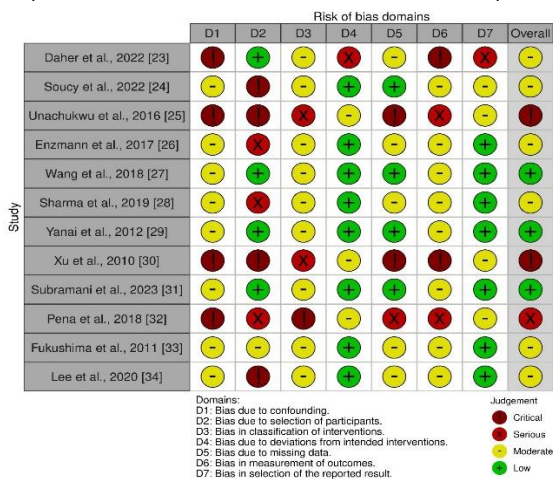 Risk of bias domains
D1 D2 D3 D4 D5 D6 D7 Overall
Study
Daher et al., 2022 [23] ! + - X - ! X -
Soucy et al., 2022 [24] - ! - + + - - -
Unachukwu et al., 2016 [25] ! ! X - ! X - !
Enzmann et al., 2017 [26] - X - + - - + -
Wang et al., 2018 [27] - + - + + - + +
Sharma et al., 2019 [28] - X - + - - + -
Yanai et al., 2012 [29] - + - + + - + +
Xu et al., 2010 [30] ! ! X - ! ! - !
Subramani et al., 2023 [31] - + - + + - + +
Pena et al., 2018 [32] ! X ! - X X - X
Fukushima et al., 2011 [33] - - - + - - + -
Lee et al., 2020 [34] - ! - + - - + -
Domains:
D1: Bias due to confounding.
D2: Bias due to selection of participants.
D3: Bias in classification of interventions.
D4: Bias due to deviations from intended interventions.
D5: Bias due to missing data.
D6: Bias in measurement of outcomes.
D7: Bias in selection of the reported result.
Judgement
! Critical
X Serious
- Moderate
+ Low